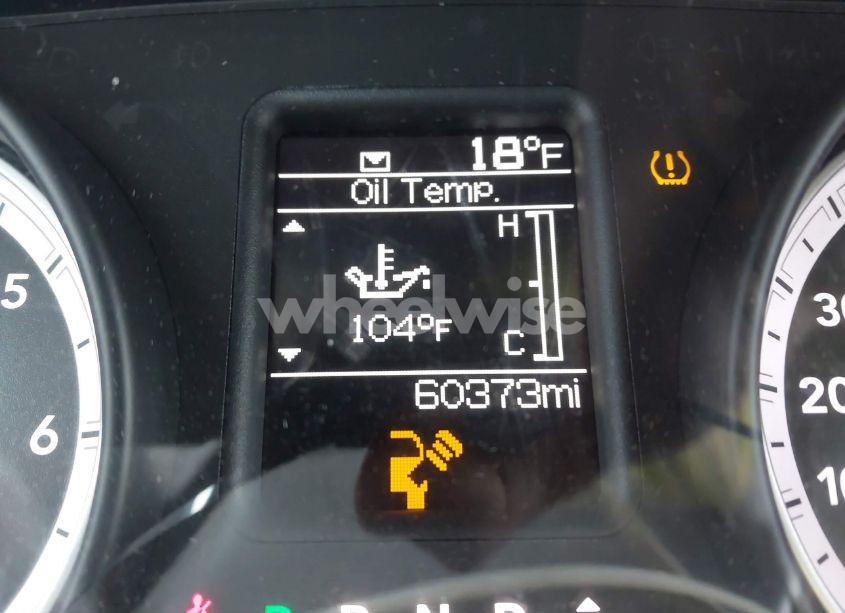 18°F
Oil Temp.
H
5
wheelwise
30
104°F
C
20
60373mi
6
10
P R N D